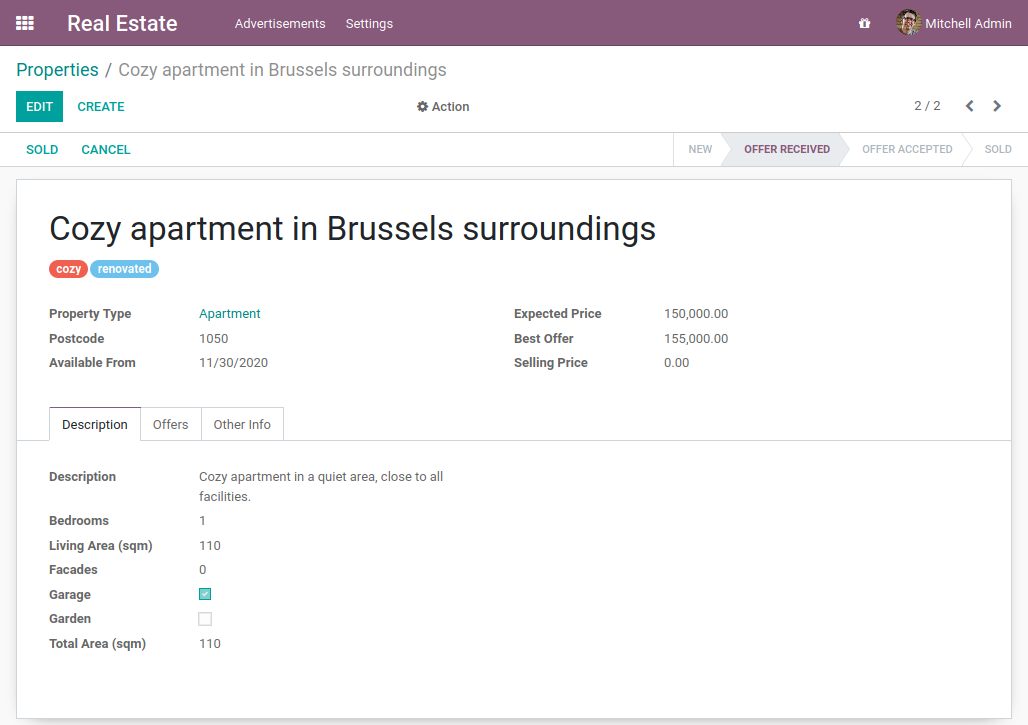 Real Estate Advertisements Settings Mitchell Admin
Properties / Cozy apartment in Brussels surroundings
EDIT CREATE Action 2 / 2
SOLD CANCEL NEW OFFER RECEIVED OFFER ACCEPTED SOLD
Cozy apartment in Brussels surroundings
cozy renovated
Property Type Apartment Expected Price 150,000.00
Postcode 1050 Best Offer 155,000.00
Available From 11/30/2020 Selling Price 0.00
Description Offers Other Info
Description Cozy apartment in a quiet area, close to all
facilities.
Bedrooms 1
Living Area (sqm) 110
Facades 0
Garage
Garden
Total Area (sqm) 110